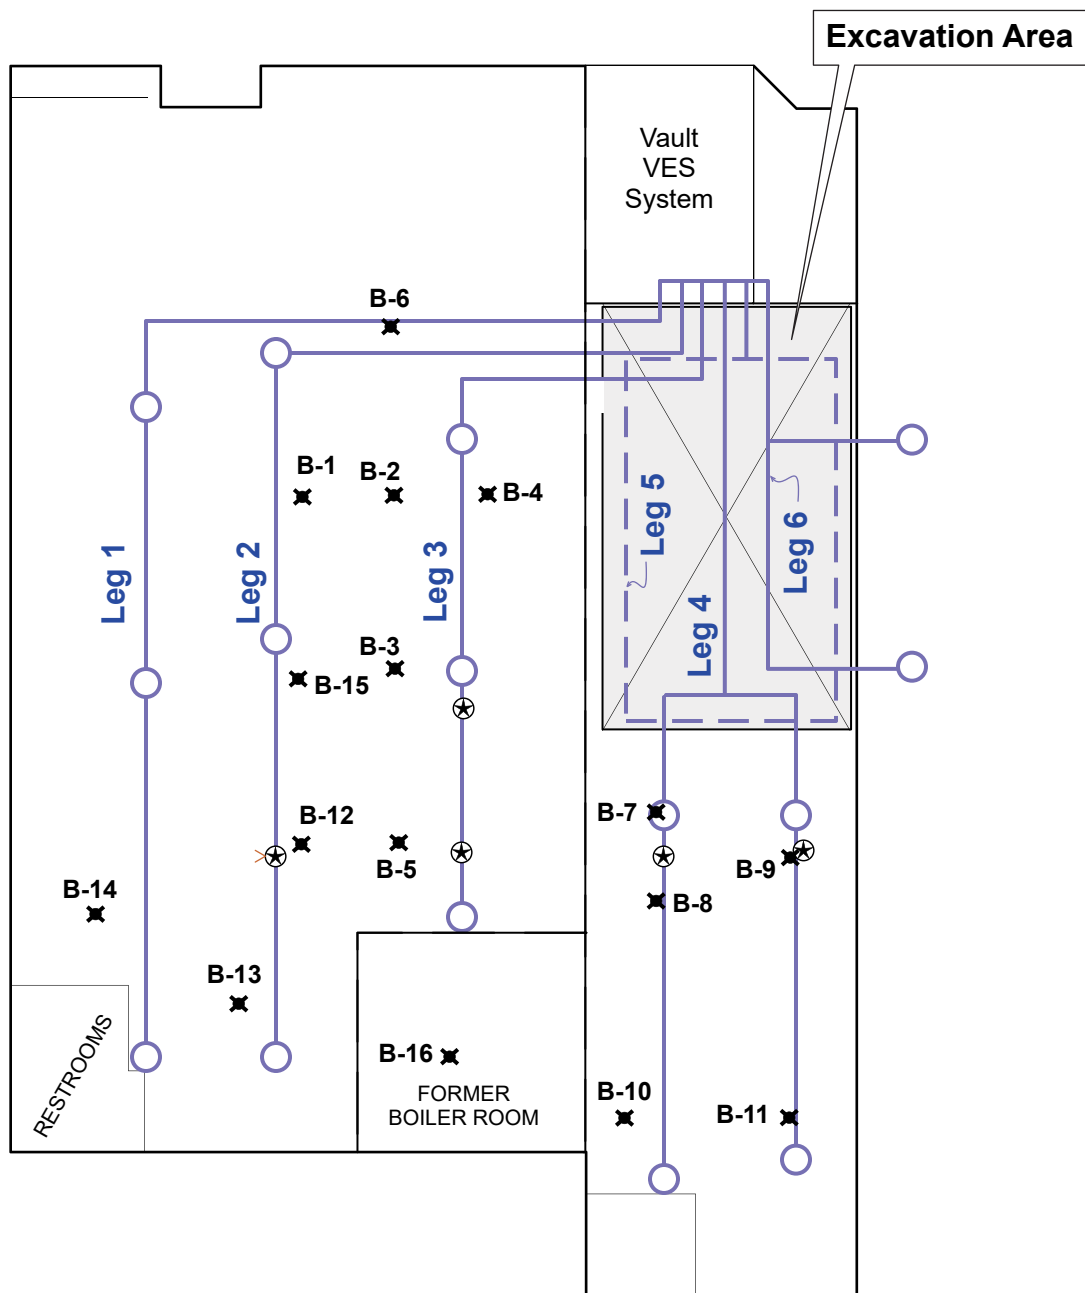 Excavation Area
Vault
VES
System
B-6
B-1
B-2
B-4
Leg 5
Leg 6
Leg 1
Leg 2
Leg 3
Leg 4
B-3
B-15
B-7
B-12
B-5
B-9
B-14
B-8
B-13
RESTROOMS
B-16
FORMER
BOILER ROOM
B-10
B-11